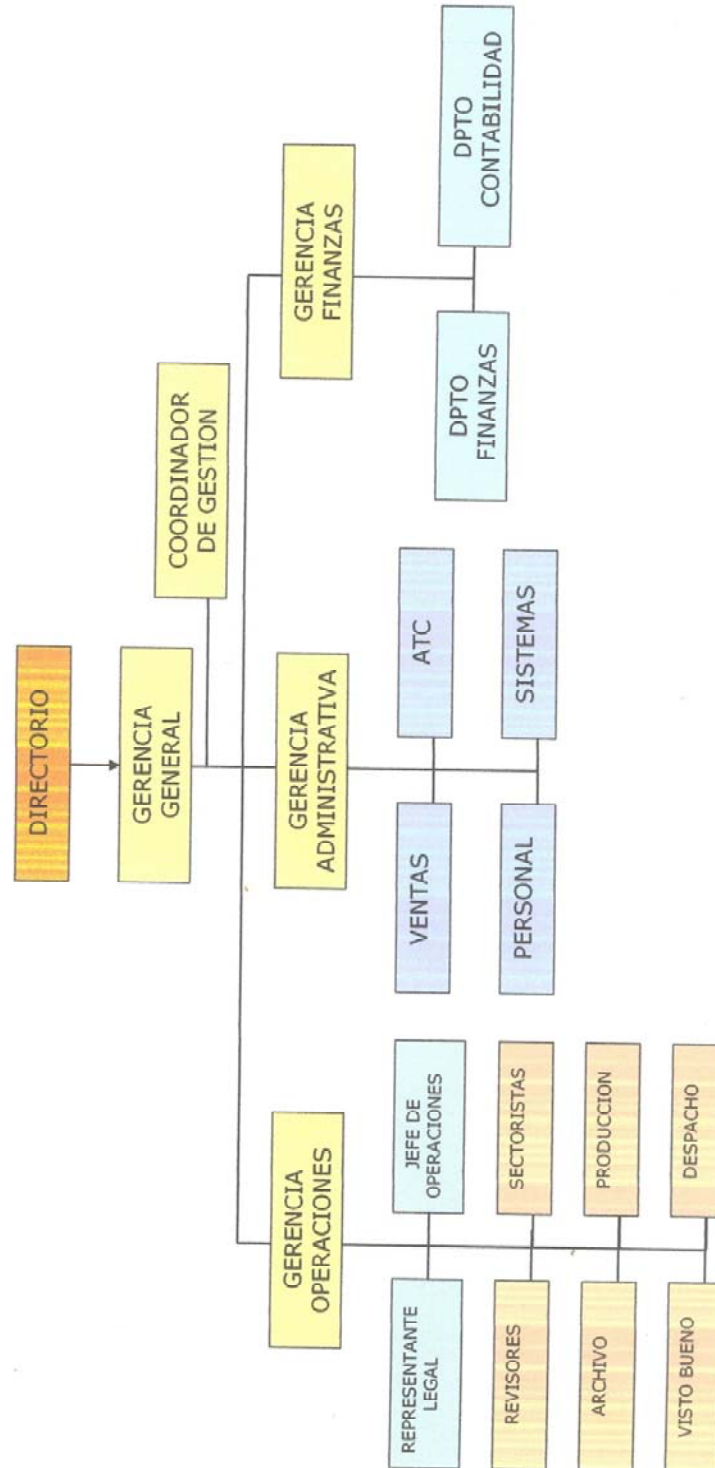 DIRECTORIO
GERENCIA
GENERAL
COORDINADOR
DE GESTION
GERENCIA
OPERACIONES
GERENCIA
ADMINISTRATIVA
GERENCIA
FINANZAS
REPRESENTANTE
LEGAL
JEFE DE
OPERACIONES
REVISORES
SECTORISTAS
ARCHIVO
PRODUCCION
VISTO BUENO
DESPACHO
VENTAS
ATC
PERSONAL
SISTEMAS
DPTO
FINANZAS
DPTO
CONTABILIDAD